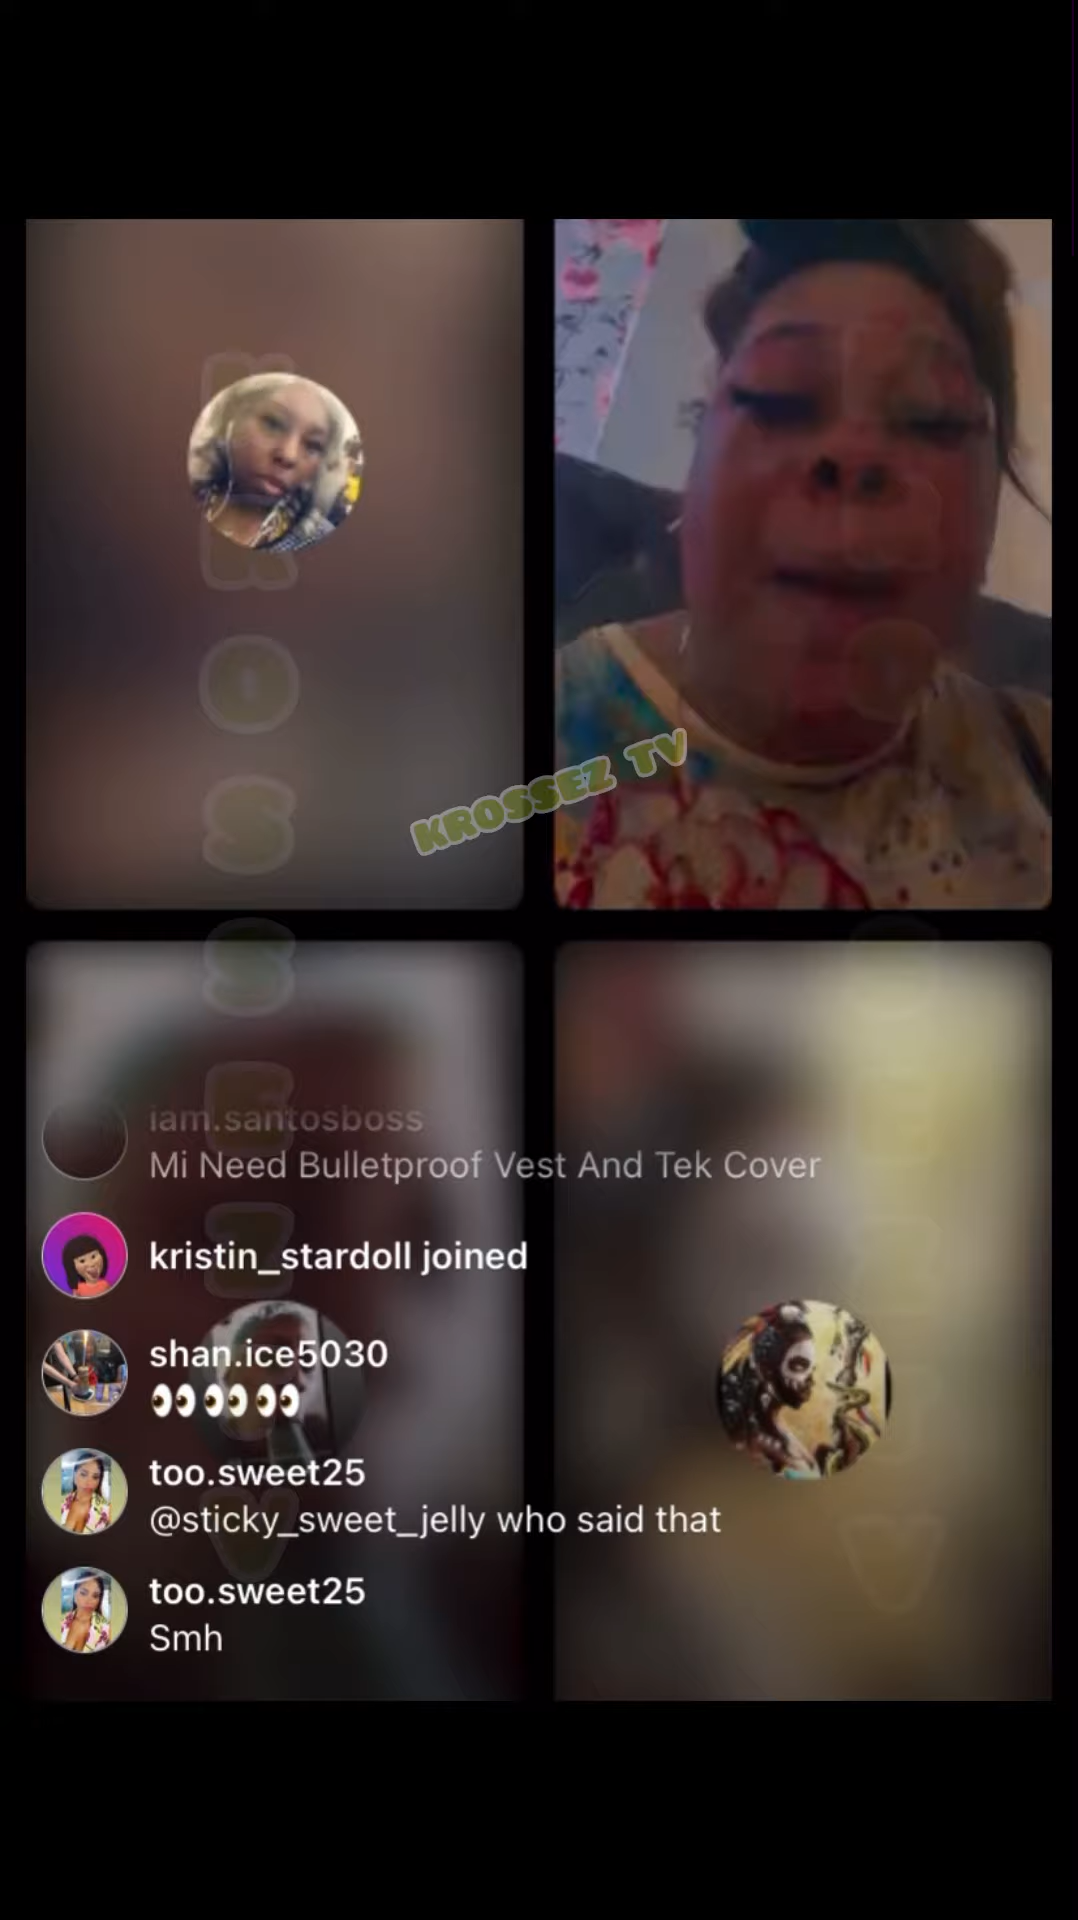 KROSSEZ TV
K
R
O
S
S
E
Z
V
iam.santosboss
Mi Need Bulletproof Vest And Tek Cover
kristin_stardoll joined
shan.ice5030
👀👀👀
too.sweet25
@sticky_sweet_jelly who said that
too.sweet25
Smh